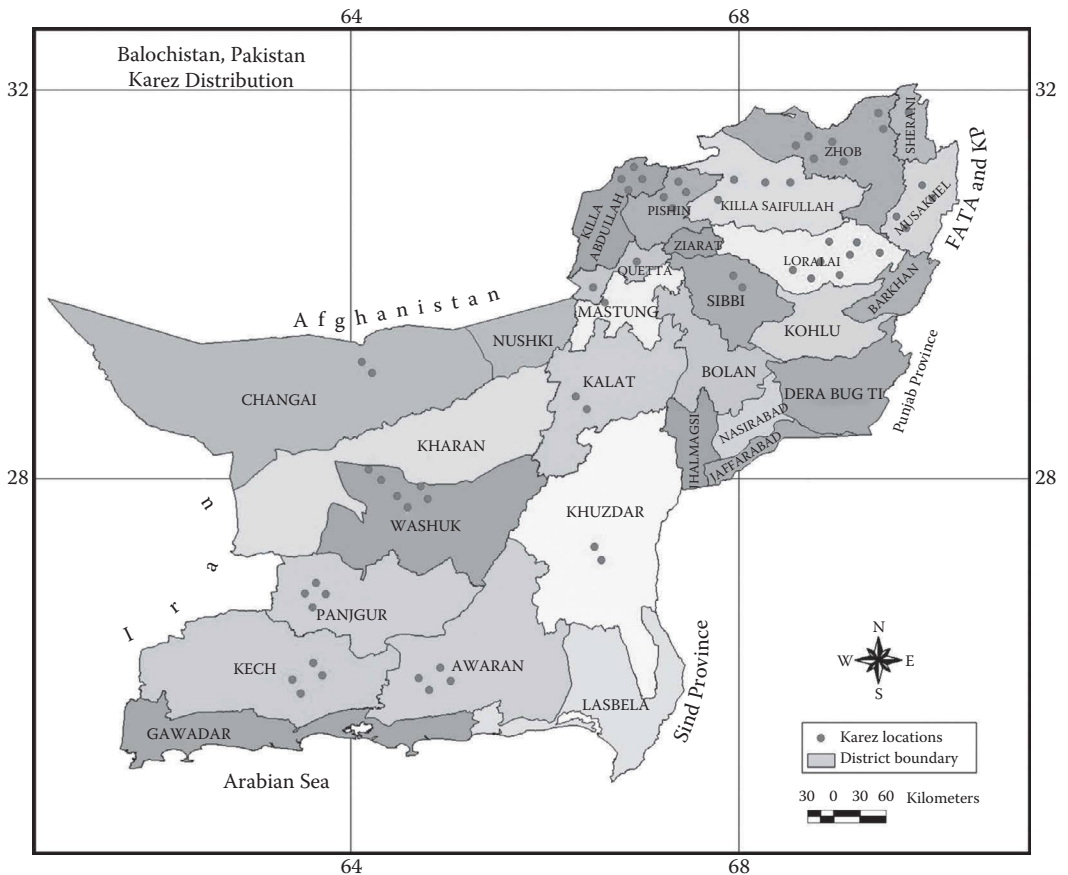 64
68
Balochistan, Pakistan
Karez Distribution
32
32
SHERANI
ZHOB
FATA and KP
MUSAKHEL
KILLA SAIFULLAH
PISHIN
KILLA
ABDULLAH
ZIARAT
LORALAI
QUETTA
BARKHAN
SIBBI
Afghanistan
MASTUNG
KOHLU
NUSHKI
Punjab Province
BOLAN
KALAT
DERA BUG TI
CHANGAI
NASIRABAD
JHALMAGSI
KHARAN
JAFFARABAD
28
28
KHUZDAR
WASHUK
Iran
PANJGUR
KECH
AWARAN
Sind Province
N
W
E
S
LASBELA
GAWADAR
Karez locations
District boundary
Arabian Sea
30 0 30 60 Kilometers
64
68